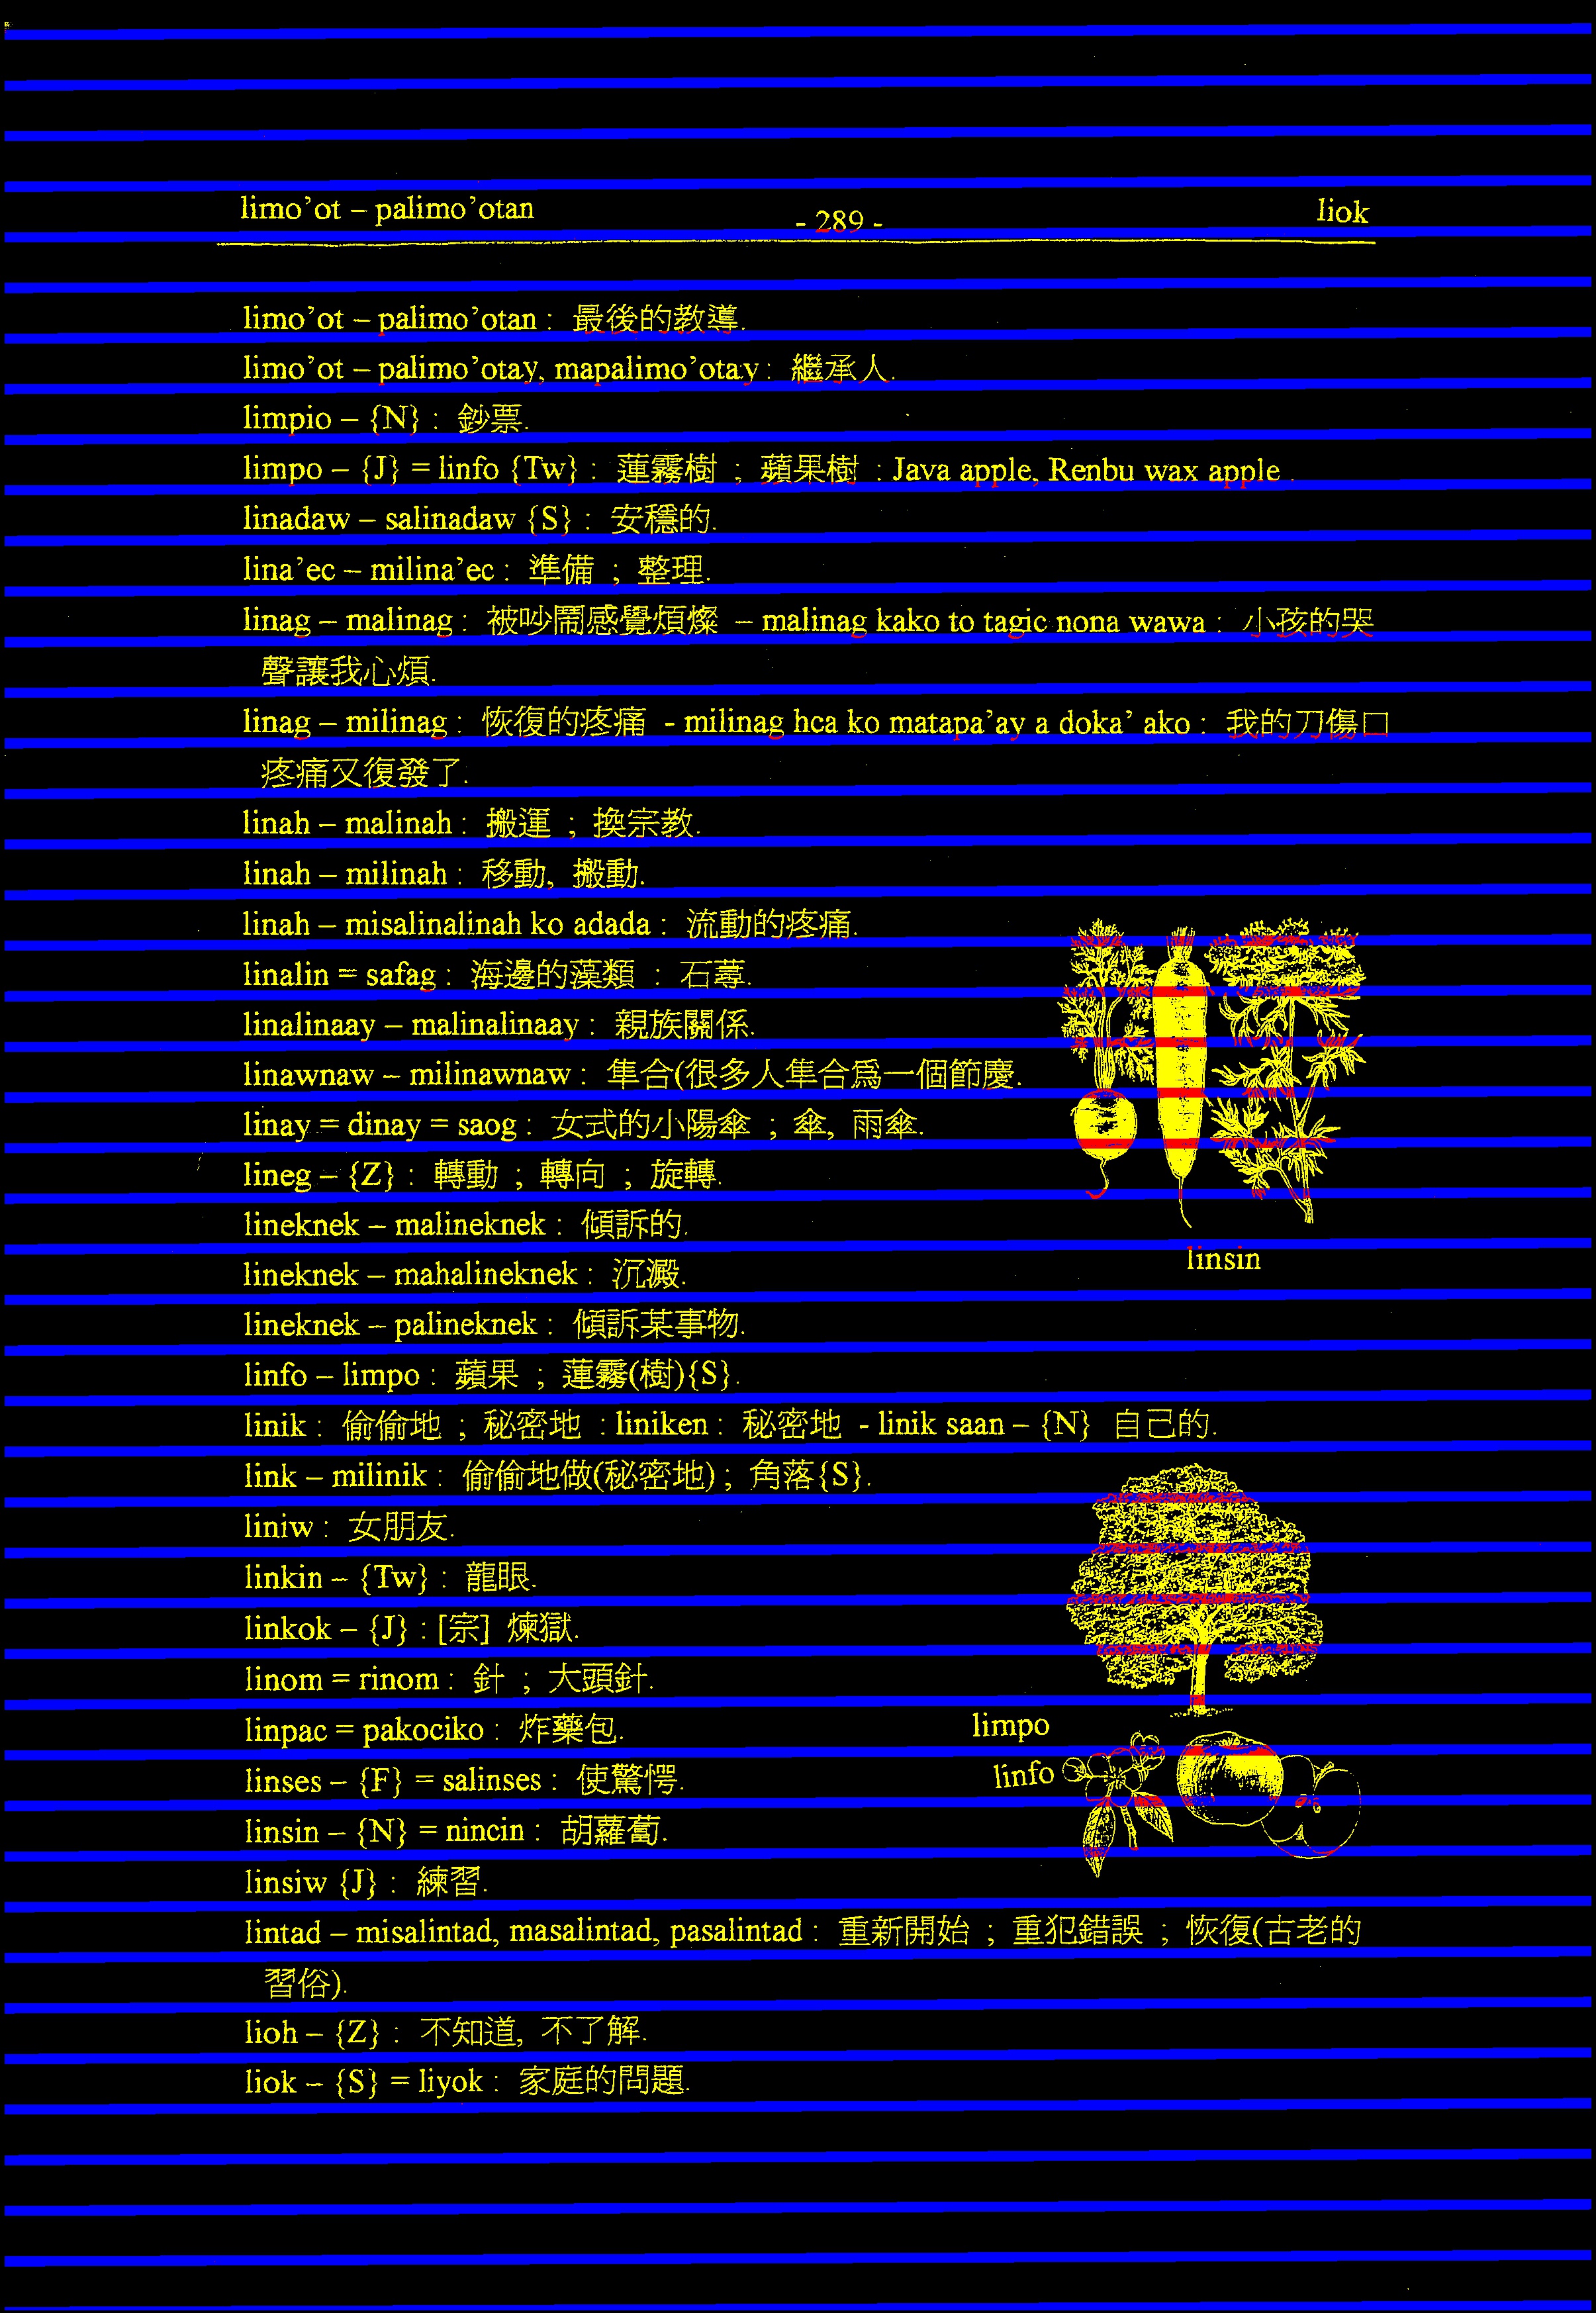 limo’ot – palimo’otan - 289 - liok
limo’ot – palimo’otan : 最後的教導.
limo’ot – palimo’otay, mapalimo’otay : 繼承人.
limpio – {N} : 鈔票.
limpo – {J} = linfo {Tw} : 蓮霧樹 ; 蘋果樹 : Java apple, Renbu wax apple .
linadaw – salinadaw {S} : 安穩的.
lina’ec – milina’ec : 準備 ; 整理.
linag – malinag : 被吵鬧感覺煩燦 – malinag kako to tagic nona wawa : 小孩的哭
聲讓我心煩.
linag – milinag : 恢復的疼痛 - milinag hca ko matapa’ay a doka’ ako : 我的刀傷口
疼痛又復發了.
linah – malinah : 搬運 ; 換宗教.
linah – milinah : 移動, 搬動.
linah – misalinalinah ko adada : 流動的疼痛.
linalin = safag : 海邊的藻類 : 石蓴.
linalinaay – malinalinaay : 親族關係.
linawnaw – milinawnaw : 隼合(很多人隼合爲一個節慶.
linay = dinay = saog : 女式的小陽傘 ; 傘, 雨傘.
lineg – {Z} : 轉動 ; 轉向 ; 旋轉.
lineknek – malineknek : 傾訴的.
linsin
lineknek – mahalineknek : 沉澱.
lineknek – palineknek : 傾訴某事物.
linfo – limpo : 蘋果 ; 蓮霧(樹){S}.
linik : 偷偷地 ; 秘密地 : liniken : 秘密地 - linik saan – {N} 自己的.
link – milinik : 偷偷地做(秘密地) ; 角落{S}.
liniw : 女朋友.
linkin – {Tw} : 龍眼.
linkok – {J} : [宗] 煉獄.
linom = rinom : 針 ; 大頭針.
linpac = pakociko : 炸藥包.
limpo
linses – {F} = salinses : 使驚愕.
linfo
linsin – {N} = nincin : 胡蘿蔔.
linsiw {J} : 練習.
lintad – misalintad, masalintad, pasalintad : 重新開始 ; 重犯錯誤 ; 恢復(古老的
習俗).
lioh – {Z} : 不知道, 不了解.
liok – {S} = liyok : 家庭的問題.